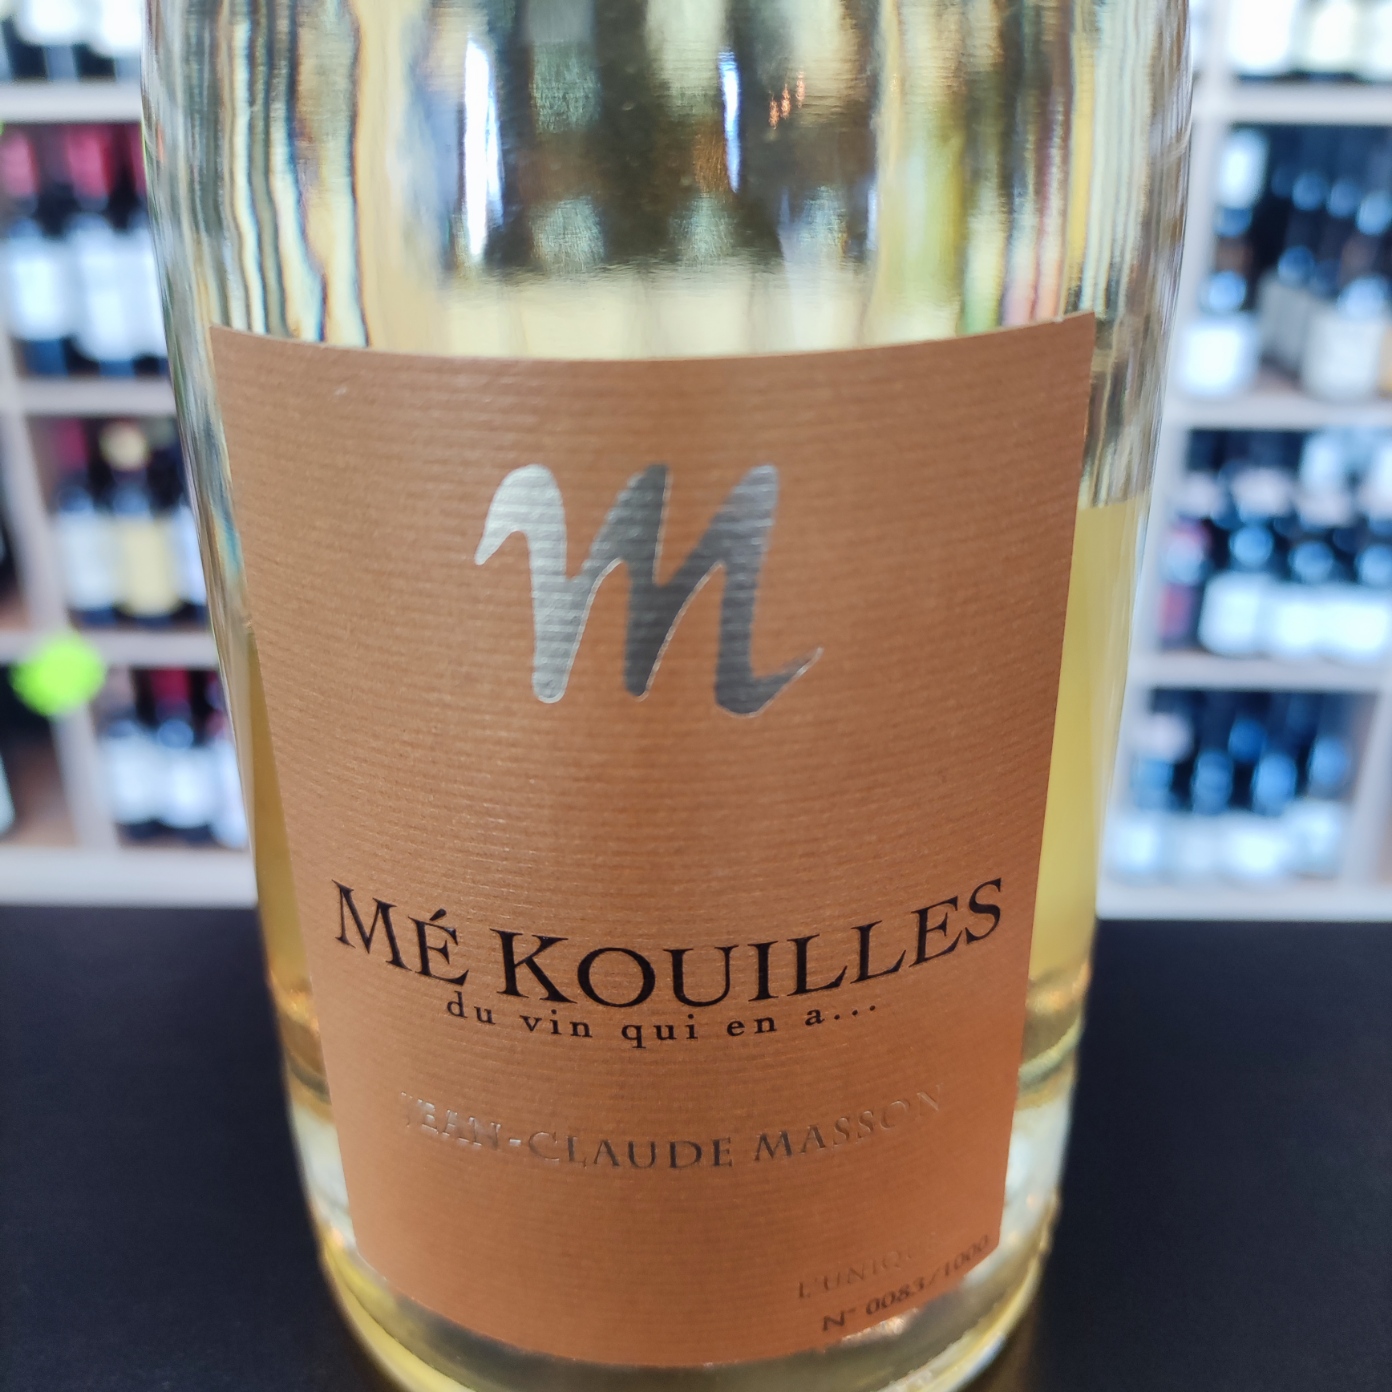 m
MÉ KOUILLES
du vin qui en a...
JEAN-CLAUDE MASSON
N° 0083/1000